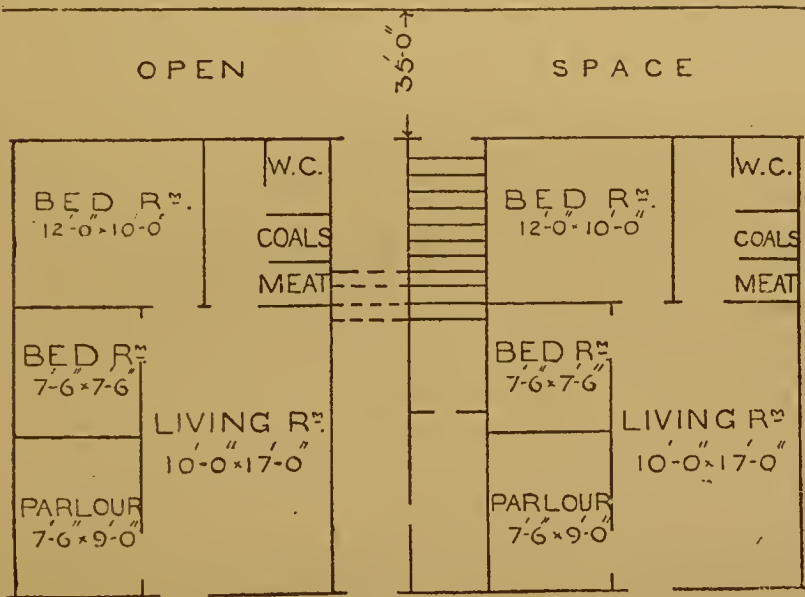 OPEN SPACE
35'-0"
W.C.
BED Rᵐ.
12'-0" × 10'-0"
COALS
MEAT
BED Rᵐ
7'-6" × 7'-6"
LIVING Rᵐ.
10'-0" × 17'-0"
PARLOUR
7'-6" × 9'-0"
W.C.
BED Rᵐ.
12'-0" × 10'-0"
COALS
MEAT
BED Rᵐ
7'-6" × 7'-6"
LIVING Rᵐ
10'-0" × 17'-0"
PARLOUR
7'-6" × 9'-0"